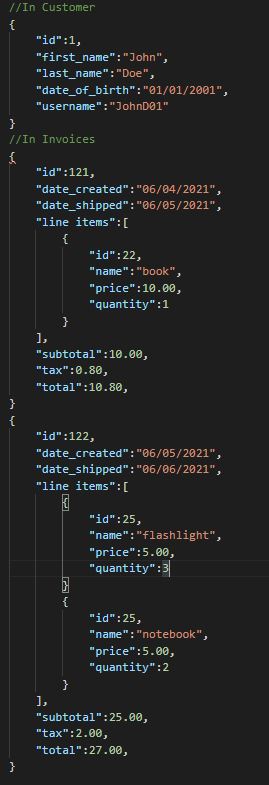 //In Customer
{
    "id":1,
    "first_name":"John",
    "last_name":"Doe",
    "date_of_birth":"01/01/2001",
    "username":"JohnD01"
}
//In Invoices
{
    "id":121,
    "date_created":"06/04/2021",
    "date_shipped":"06/05/2021",
    "line items":[
        {
            "id":22,
            "name":"book",
            "price":10.00,
            "quantity":1
        }
    ],
    "subtotal":10.00,
    "tax":0.80,
    "total":10.80,
}
{
    "id":122,
    "date_created":"06/05/2021",
    "date_shipped":"06/06/2021",
    "line items":[
        {
            "id":25,
            "name":"flashlight",
            "price":5.00,
            "quantity":3
        }
        {
            "id":25,
            "name":"notebook",
            "price":5.00,
            "quantity":2
        }
    ],
    "subtotal":25.00,
    "tax":2.00,
    "total":27.00,
}